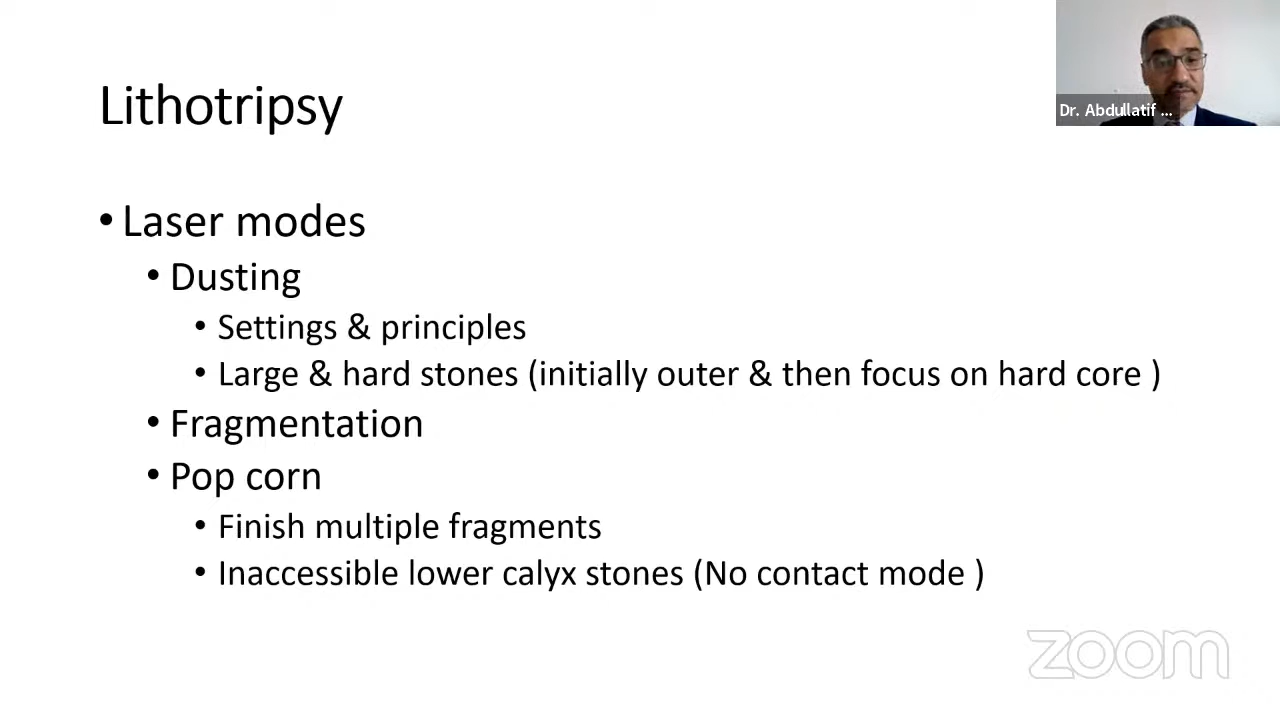 Lithotripsy
Dr. Abdullatif ...
• Laser modes
• Dusting
• Settings & principles
• Large & hard stones (initially outer & then focus on hard core )
• Fragmentation
• Pop corn
• Finish multiple fragments
• Inaccessible lower calyx stones (No contact mode )
zoom